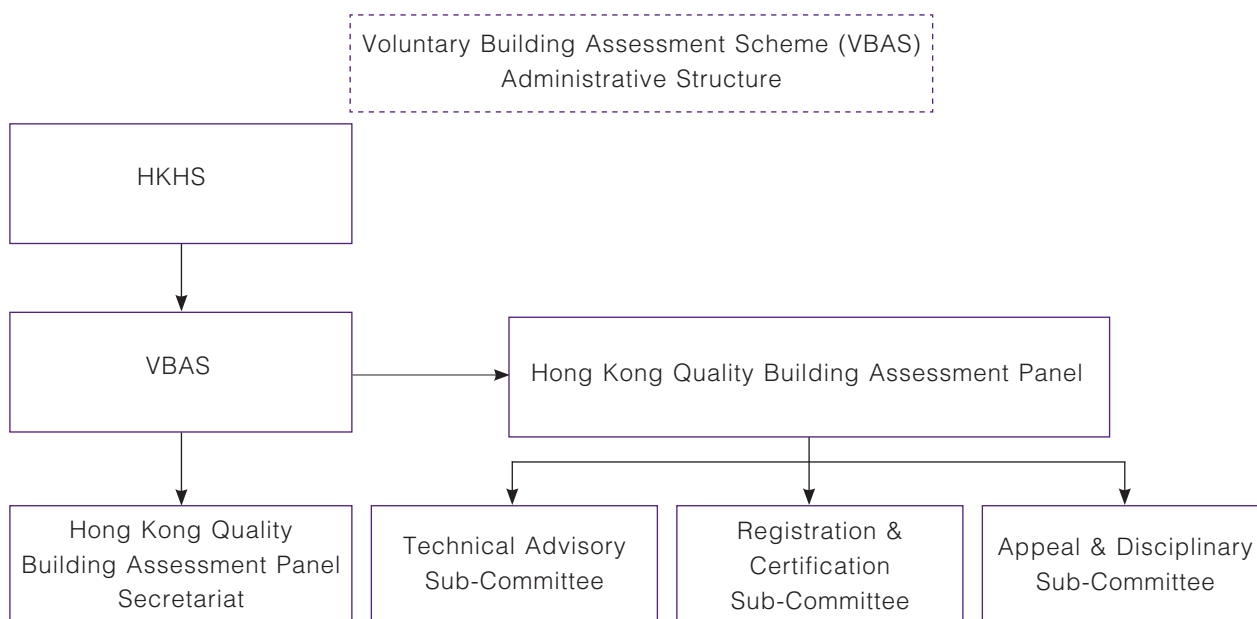 Voluntary Building Assessment Scheme (VBAS)
Administrative Structure
HKHS
VBAS
Hong Kong Quality Building Assessment Panel
Hong Kong Quality
Building Assessment Panel
Secretariat
Technical Advisory
Sub-Committee
Registration &
Certification
Sub-Committee
Appeal & Disciplinary
Sub-Committee